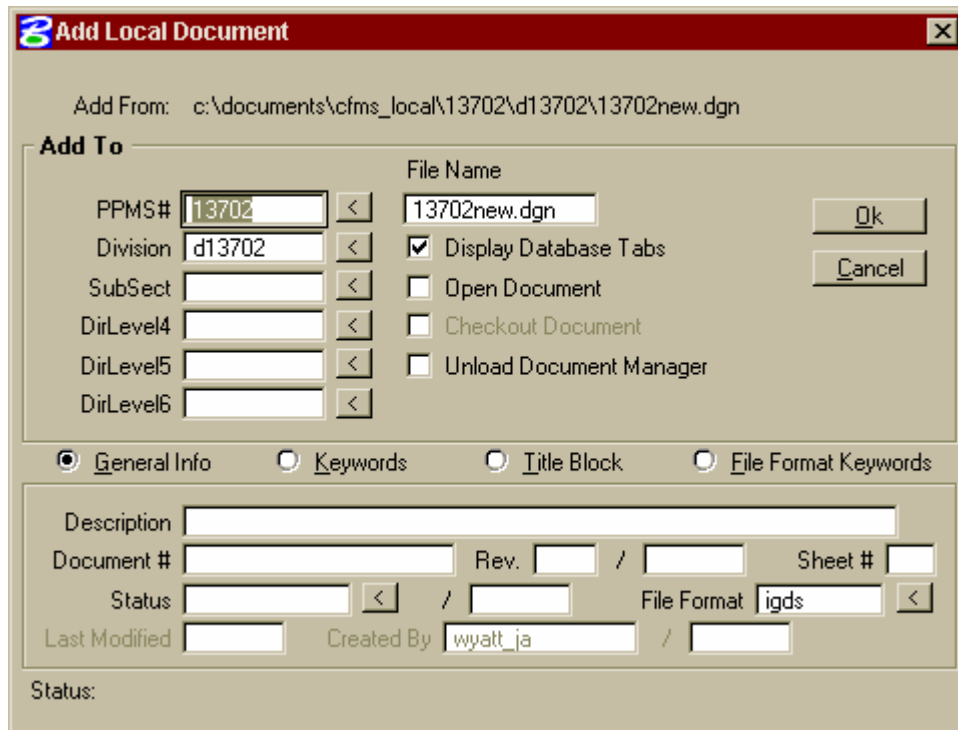 Add Local Document
Add From: c:\documents\cfms_local\13702\d13702\13702new.dgn
Add To
File Name
PPMS# 13702 < 13702new.dgn Ok
Division d13702 < Display Database Tabs
Cancel
SubSect < Open Document
DirLevel4 < Checkout Document
DirLevel5 < Unload Document Manager
DirLevel6 <
General Info Keywords Title Block File Format Keywords
Description
Document # Rev. / Sheet #
Status < / File Format igds <
Last Modified Created By wyatt_ja /
Status: